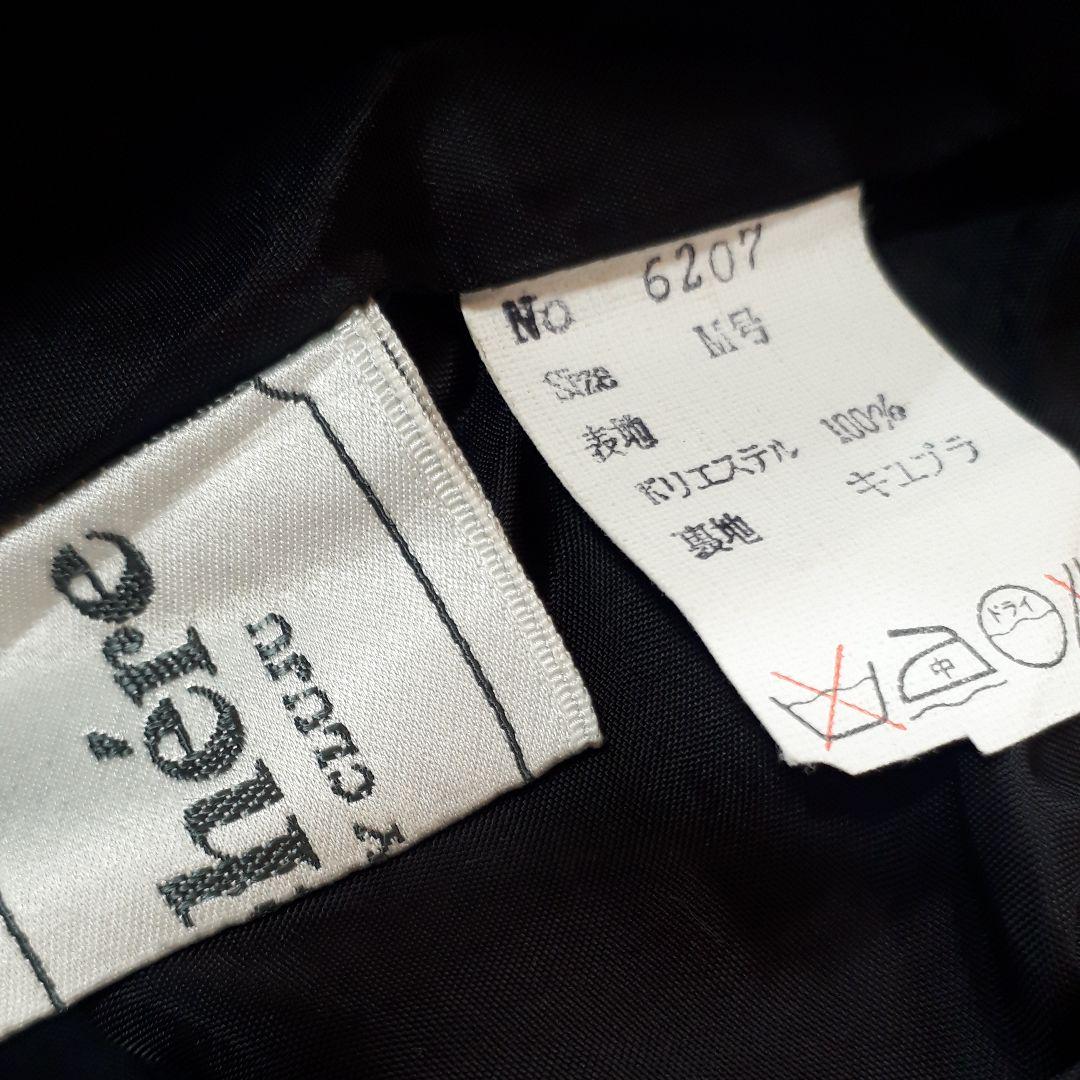 No 6207
Size M号
表地
ポリエステル 100%
裏地 キュプラ
ドライ
中
hére